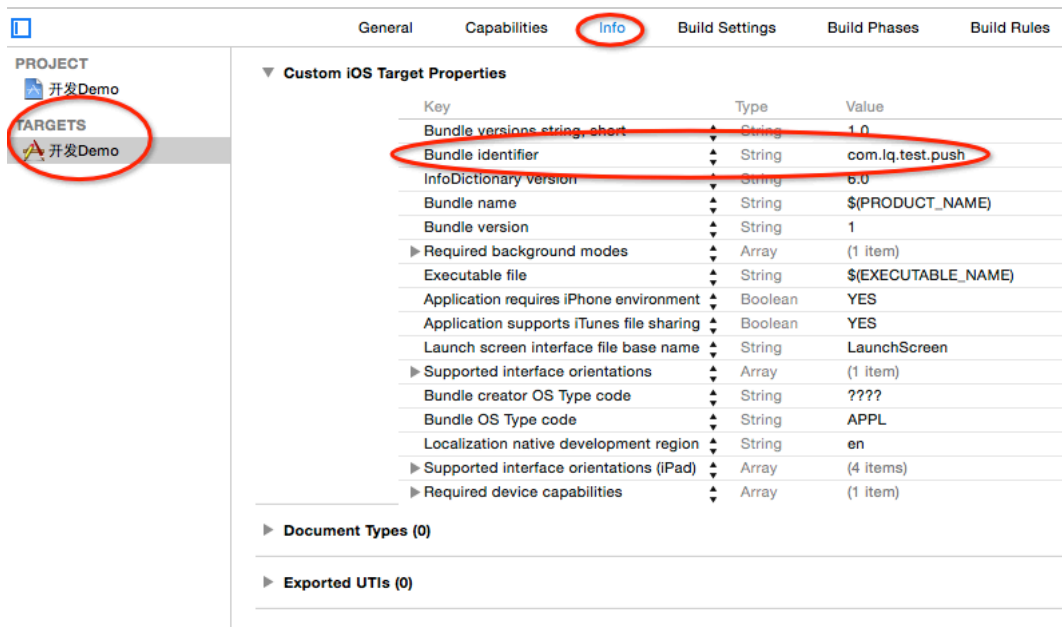 General Capabilities Info Build Settings Build Phases Build Rules
PROJECT
开发Demo
TARGETS
开发Demo
Custom iOS Target Properties
Key Type Value
Bundle versions string, short String 1.0
Bundle identifier String com.lq.test.push
InfoDictionary version String 6.0
Bundle name String $(PRODUCT_NAME)
Bundle version String 1
Required background modes Array (1 item)
Executable file String $(EXECUTABLE_NAME)
Application requires iPhone environment Boolean YES
Application supports iTunes file sharing Boolean YES
Launch screen interface file base name String LaunchScreen
Supported interface orientations Array (1 item)
Bundle creator OS Type code String ????
Bundle OS Type code String APPL
Localization native development region String en
Supported interface orientations (iPad) Array (4 items)
Required device capabilities Array (1 item)
Document Types (0)
Exported UTIs (0)